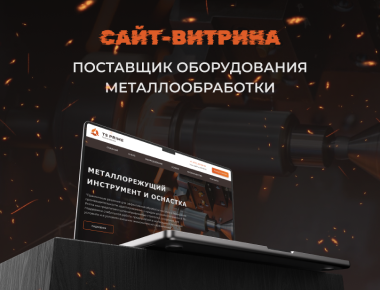 САЙТ-ВИТРИНА
ПОСТАВЩИК ОБОРУДОВАНИЯ
МЕТАЛЛООБРАБОТКИ
TS PRIME
МЕТАЛЛОРЕЖУЩИЙ
ИНСТРУМЕНТ И ОСНАСТКА